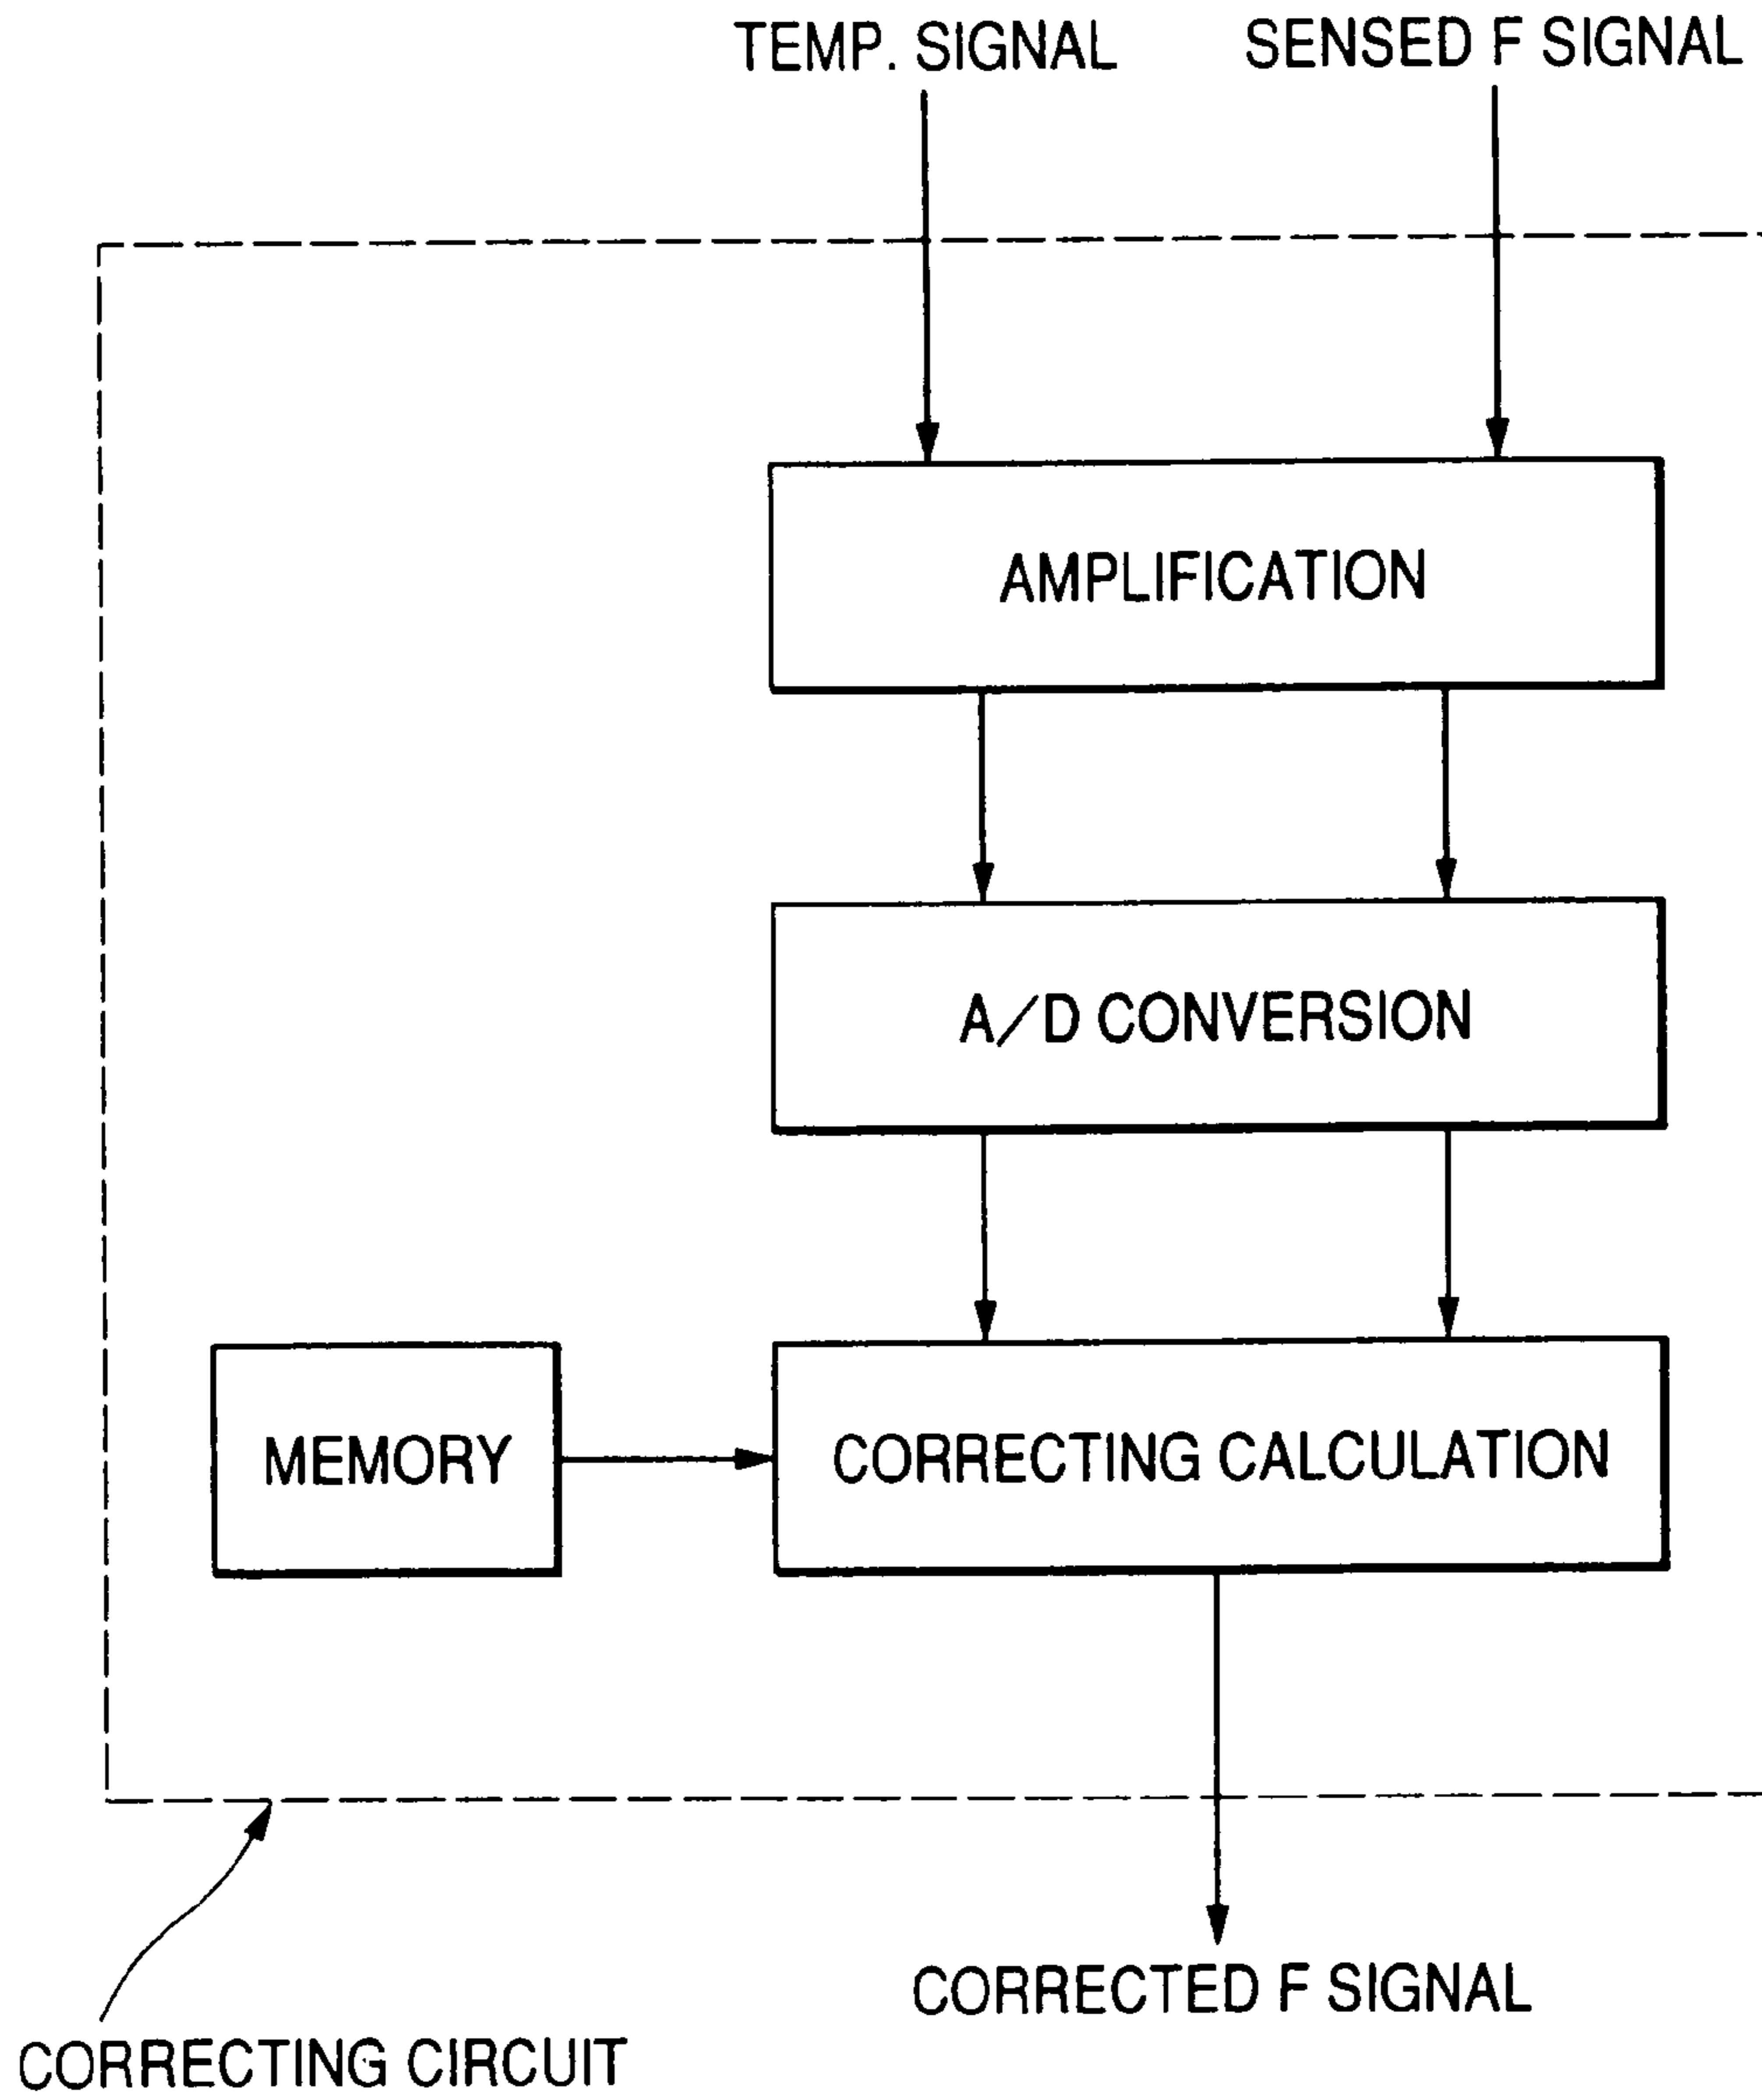 TEMP. SIGNAL
SENSED F SIGNAL
AMPLIFICATION
A/D CONVERSION
MEMORY
CORRECTING CALCULATION
CORRECTED F SIGNAL
CORRECTING CIRCUIT